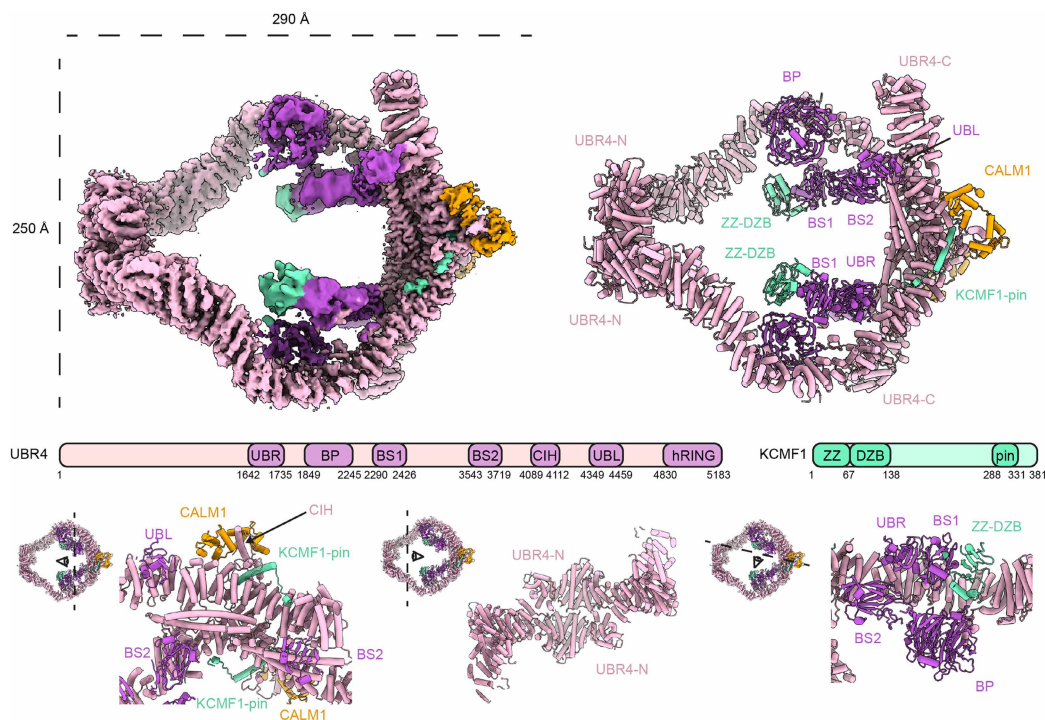 290 Å
250 Å
UBR4-C
BP
UBL
UBR4-N
CALM1
ZZ-DZB
BS1
BS2
ZZ-DZB
BS1
UBR
KCMF1-pin
UBR4-N
UBR4-C
UBR4
UBR
BP
BS1
BS2
CIH
UBL
hRING
1
1642
1735
1849
2245
2290
2426
3543
3719
4089
4112
4349
4459
4830
5183
KCMF1
ZZ
DZB
pin
1
67
138
288
331
381
CALM1
CIH
UBL
KCMF1-pin
BS2
BS2
KCMF1-pin
CALM1
UBR4-N
UBR4-N
UBR
BS1
ZZ-DZB
BS2
BP